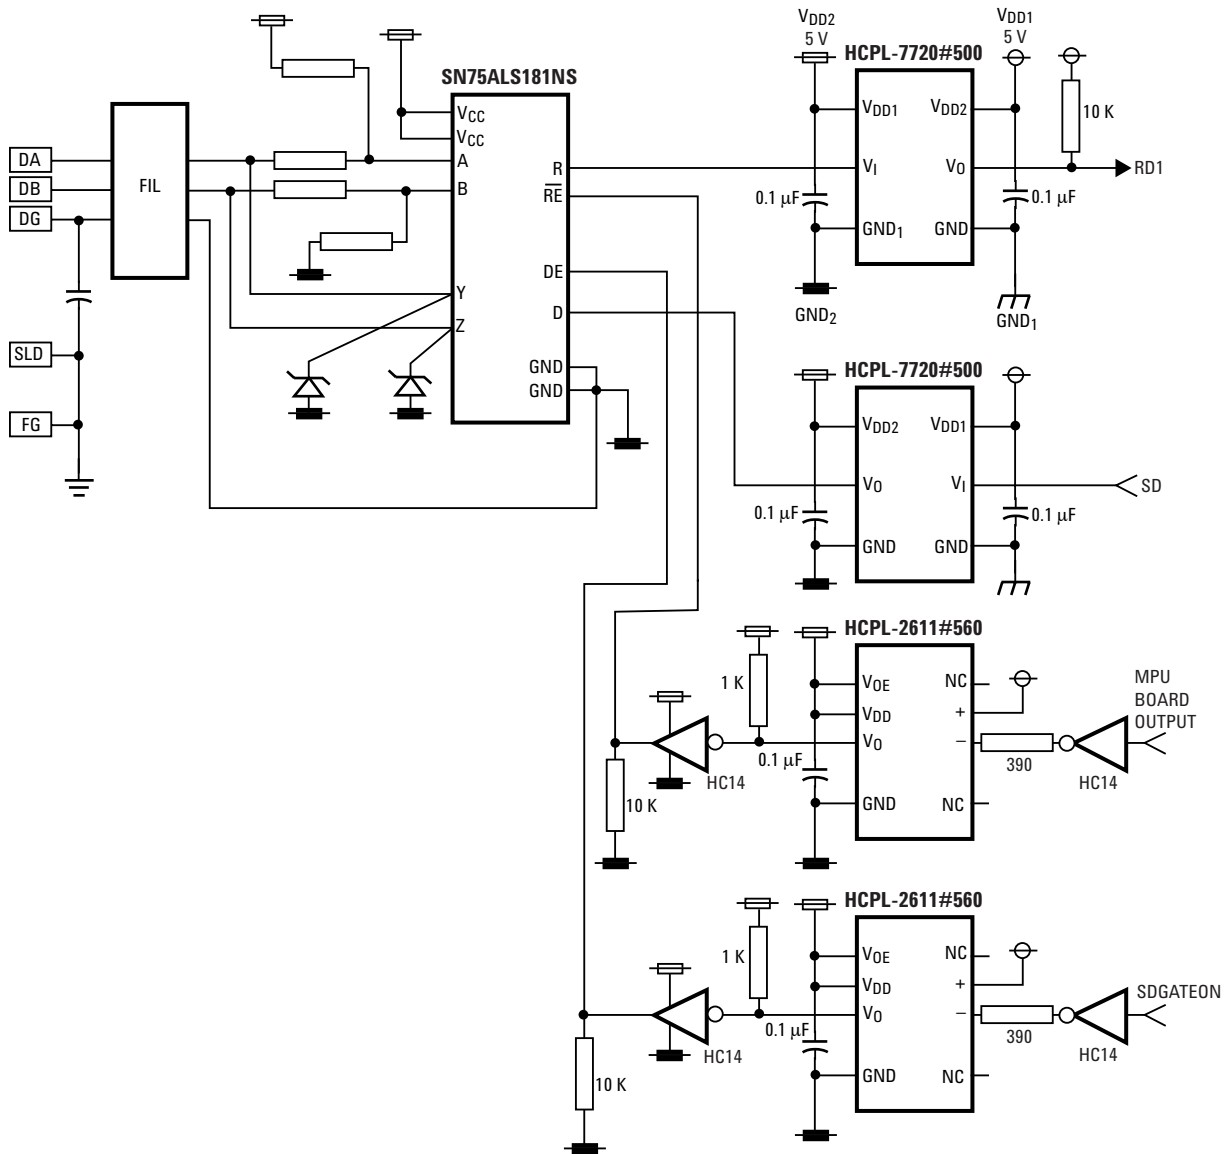 VDD2
5 V
VDD1
5 V
HCPL-7720#500
SN75ALS181NS
VCC
VCC
A
B
Y
Z
R
RE
DE
D
GND
GND
DA
DB
DG
FIL
SLD
FG
VDD1
VI
GND1
VDD2
VO
GND
0.1 µF
0.1 µF
10 K
RD1
GND2
GND1
HCPL-7720#500
VDD2
VO
GND
VDD1
VI
GND
0.1 µF
0.1 µF
SD
HCPL-2611#560
VOE
VDD
VO
GND
NC
+
–
NC
1 K
0.1 µF
HC14
10 K
390
HC14
MPU
BOARD
OUTPUT
HCPL-2611#560
VOE
VDD
VO
GND
NC
+
–
NC
1 K
0.1 µF
HC14
10 K
390
HC14
SDGATEON